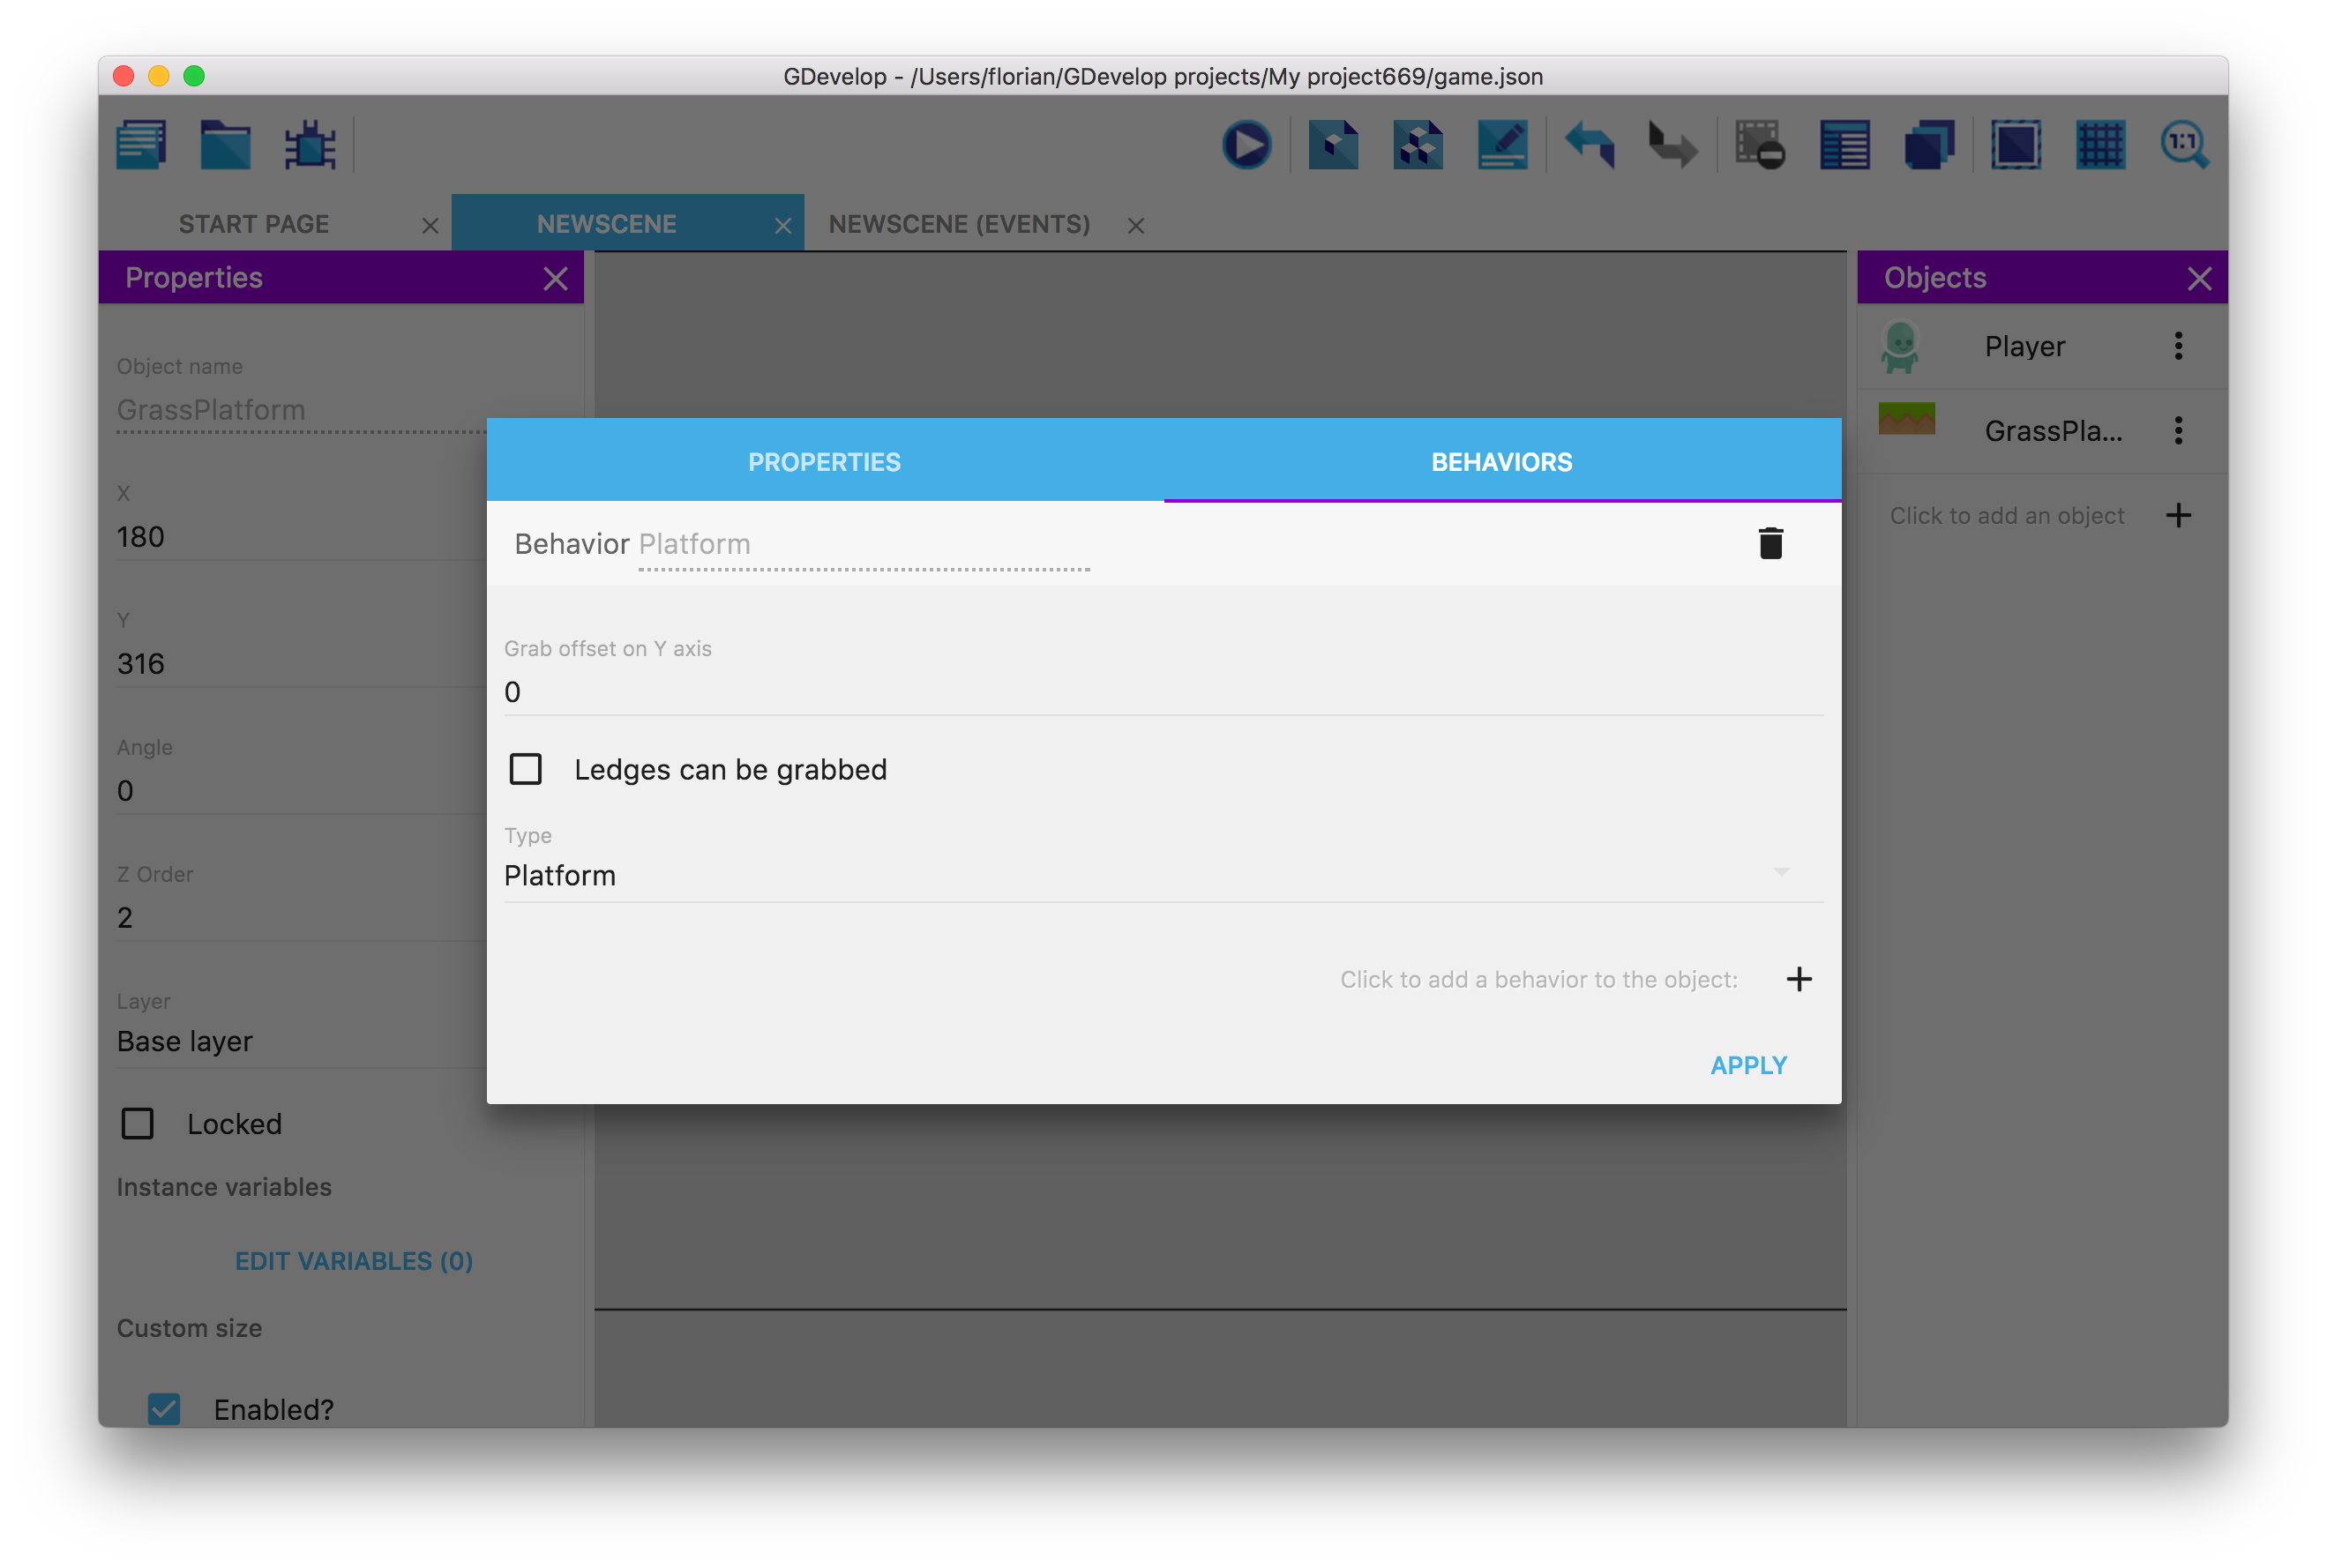 GDevelop - /Users/florian/GDevelop projects/My project669/game.json
1:1
START PAGE
NEWSCENE
NEWSCENE (EVENTS)
Properties
Object name
GrassPlatform
X
180
Y
316
Angle
0
Z Order
2
Layer
Base layer
Locked
Instance variables
EDIT VARIABLES (0)
Custom size
Enabled?
PROPERTIES
BEHAVIORS
Behavior Platform
Grab offset on Y axis
0
Ledges can be grabbed
Type
Platform
Click to add a behavior to the object:
APPLY
Objects
Player
GrassPla...
Click to add an object